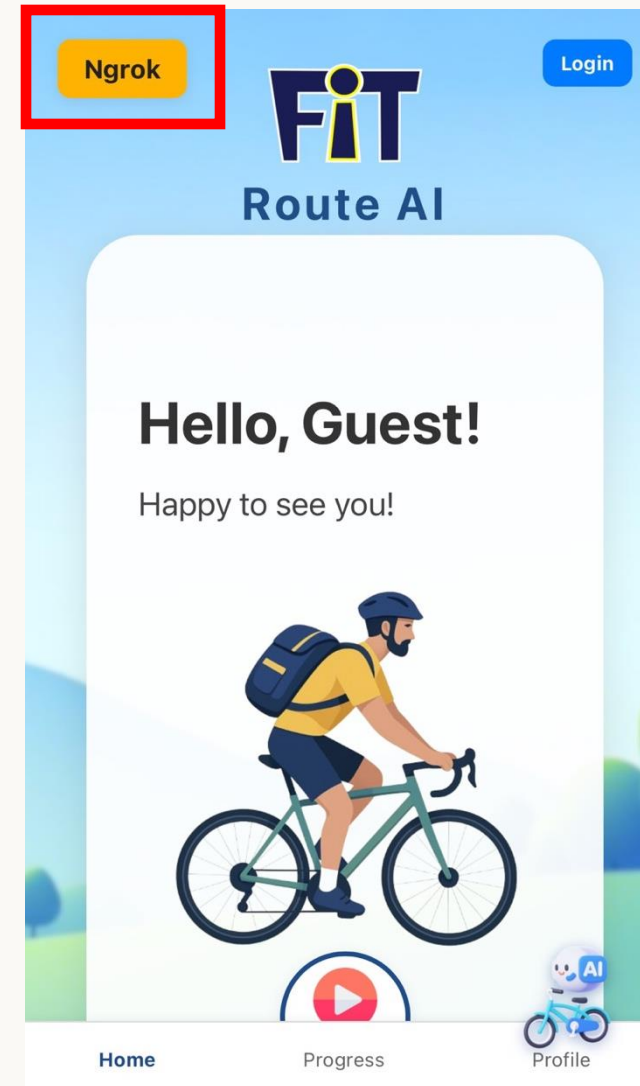 Ngrok
Login
FiT
Route AI
Hello, Guest!
Happy to see you!
AI
Home
Progress
Profile